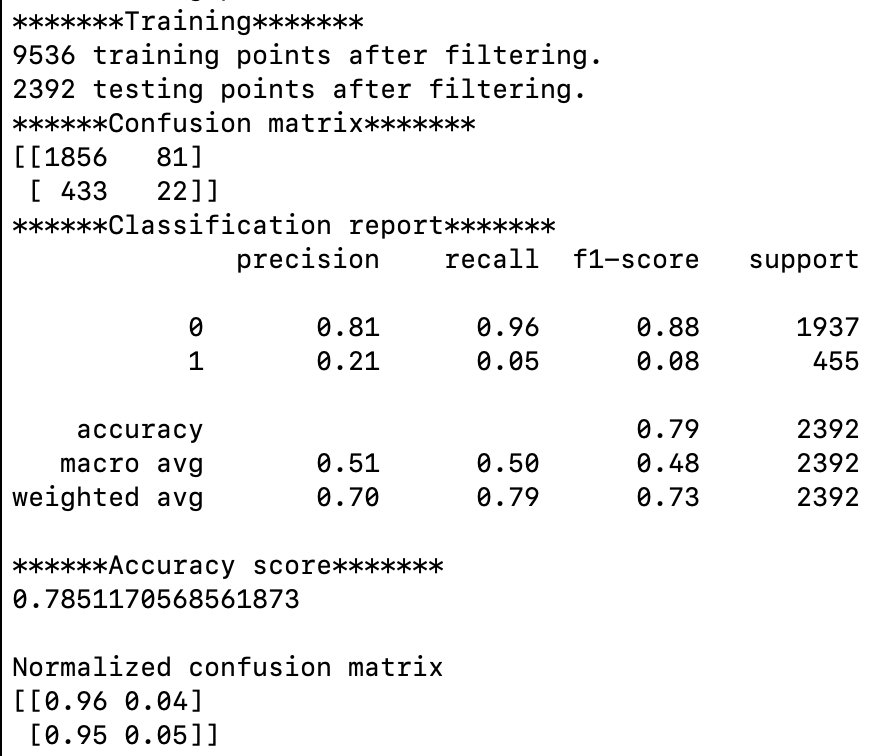 *******Training*******
9536 training points after filtering.
2392 testing points after filtering.
******Confusion matrix*******
[[1856   81]
 [ 433   22]]
******Classification report*******
              precision    recall  f1-score   support

           0       0.81      0.96      0.88      1937
           1       0.21      0.05      0.08       455

    accuracy                           0.79      2392
   macro avg       0.51      0.50      0.48      2392
weighted avg       0.70      0.79      0.73      2392

******Accuracy score*******
0.7851170568561873

Normalized confusion matrix
[[0.96 0.04]
 [0.95 0.05]]